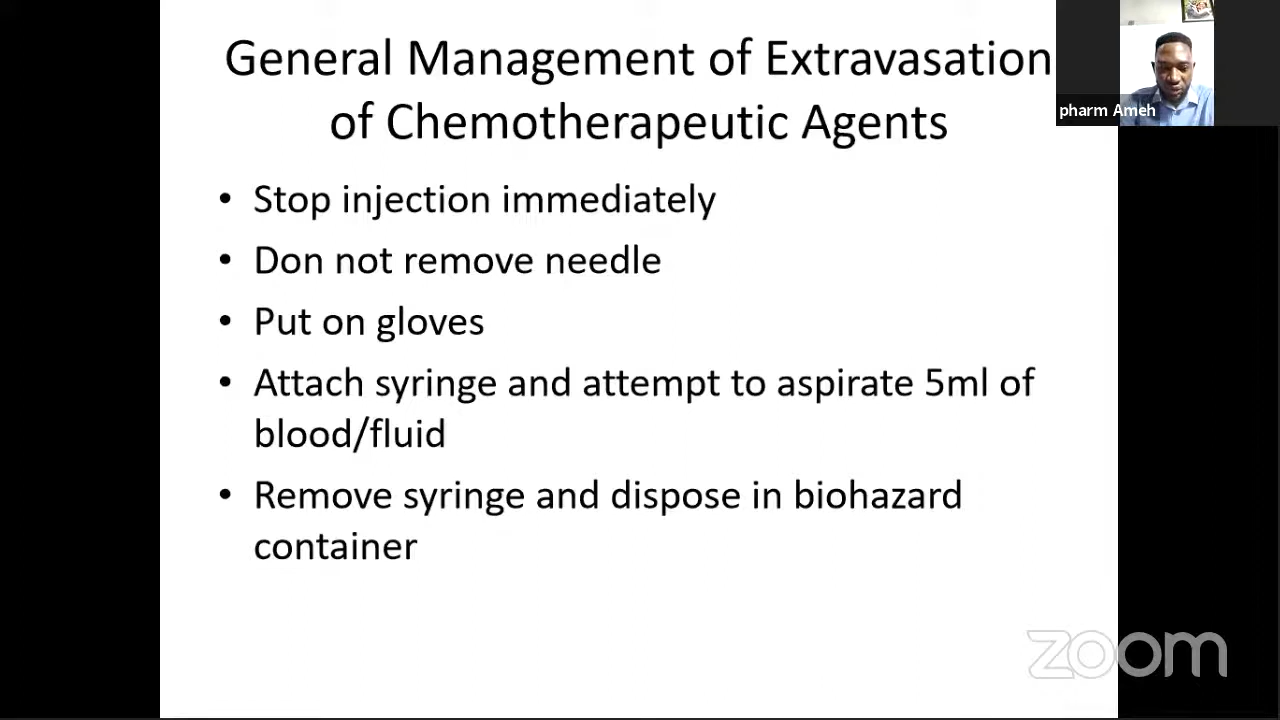 General Management of Extravasation
of Chemotherapeutic Agents
pharm Ameh
• Stop injection immediately
• Don not remove needle
• Put on gloves
• Attach syringe and attempt to aspirate 5ml of
blood/fluid
• Remove syringe and dispose in biohazard
container
zoom